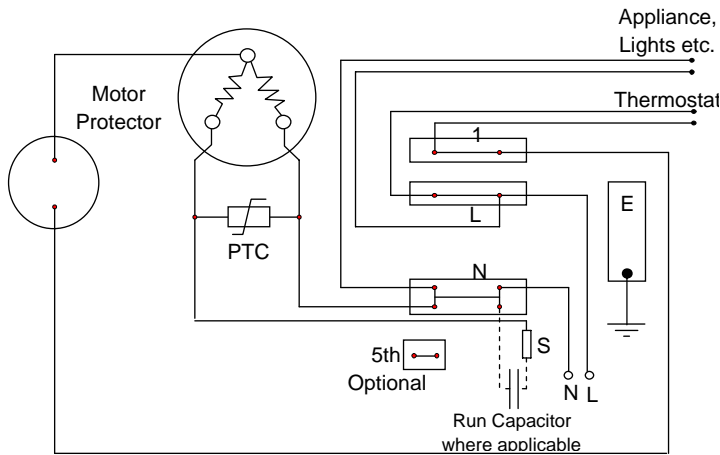 Appliance,
Lights etc.
Motor
Protector
Thermostat
1
L
E
PTC
N
S
5th
Optional
N L
Run Capacitor
where applicable